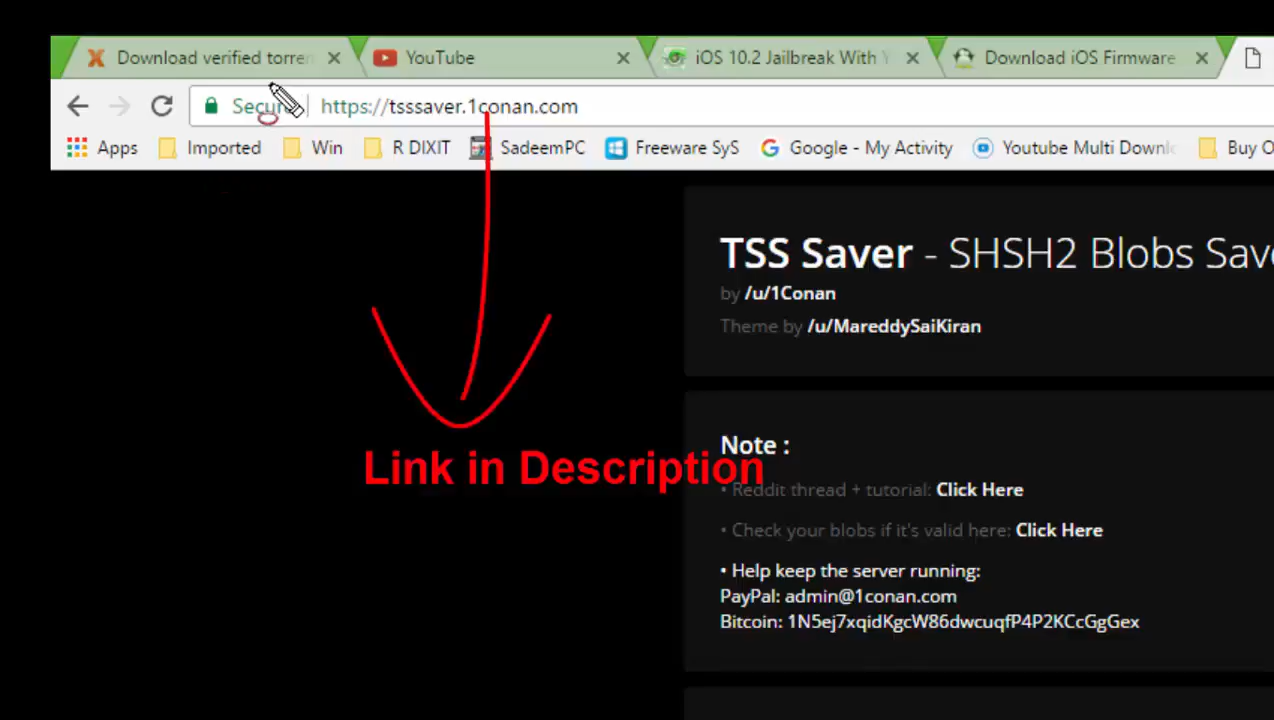 Download verified torren
YouTube
iOS 10.2 Jailbreak With
Download iOS Firmware
Secure
https://tsssaver.1conan.com
Apps
Imported
Win
R DIXIT
SadeemPC
Freeware SyS
Google - My Activity
Youtube Multi Downl
Buy O
TSS Saver - SHSH2 Blobs Save
by /u/1Conan
Theme by /u/MareddySaiKiran
Note :
Link in Description
• Reddit thread + tutorial: Click Here
• Check your blobs if it's valid here: Click Here
• Help keep the server running:
PayPal: admin@1conan.com
Bitcoin: 1N5ej7xqidKgcW86dwcuqfP4P2KCcGgGex